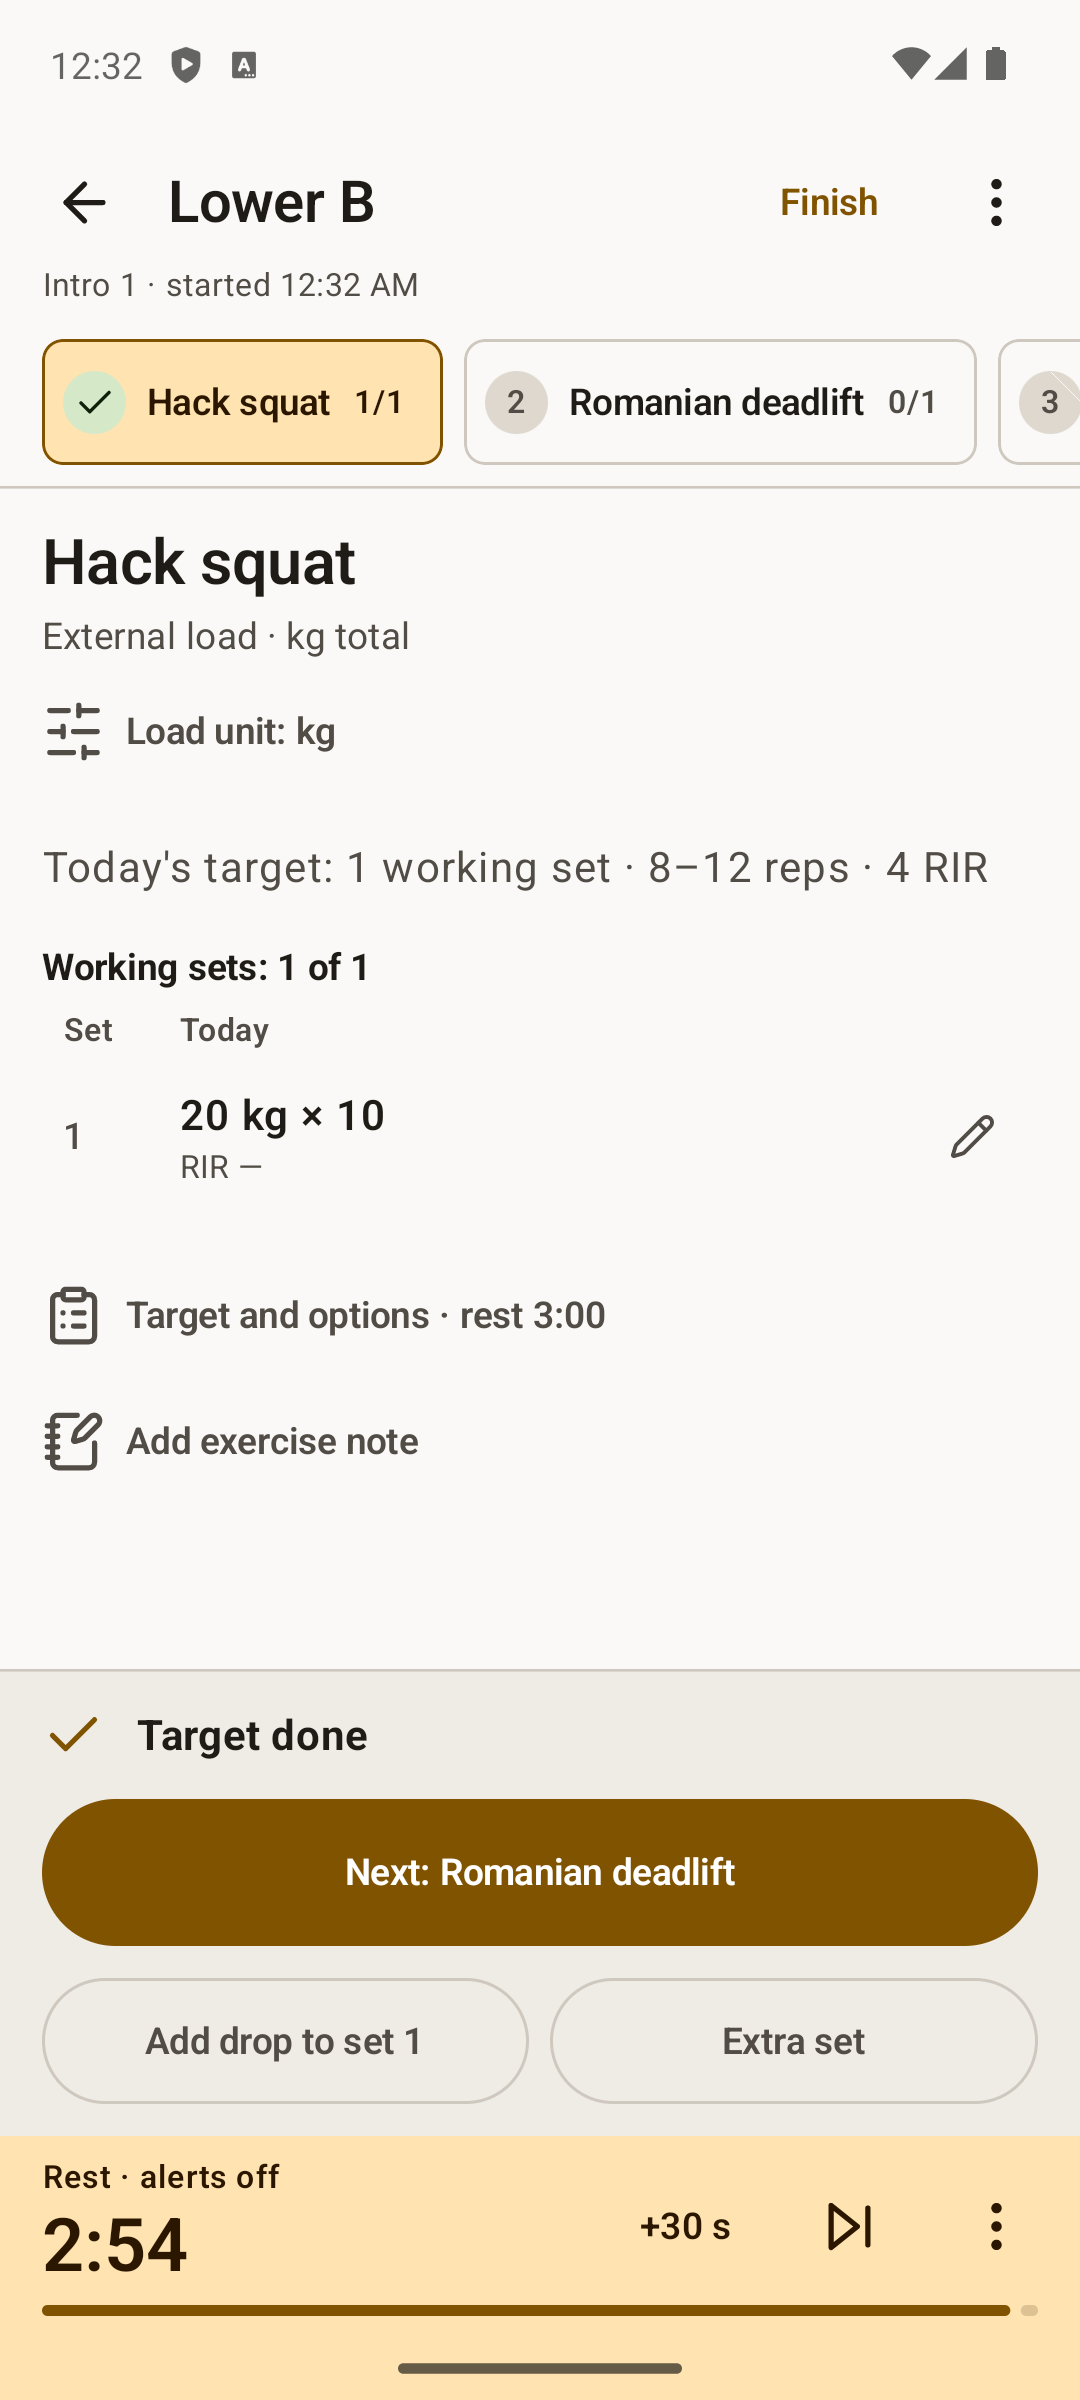 12:32
Lower B
Finish
Intro 1 · started 12:32 AM
Hack squat 1/1
2 Romanian deadlift 0/1
3
Hack squat
External load · kg total
Load unit: kg
Today's target: 1 working set · 8–12 reps · 4 RIR
Working sets: 1 of 1
Set Today
1 20 kg × 10
RIR —
Target and options · rest 3:00
Add exercise note
Target done
Next: Romanian deadlift
Add drop to set 1
Extra set
Rest · alerts off
2:54
+30 s